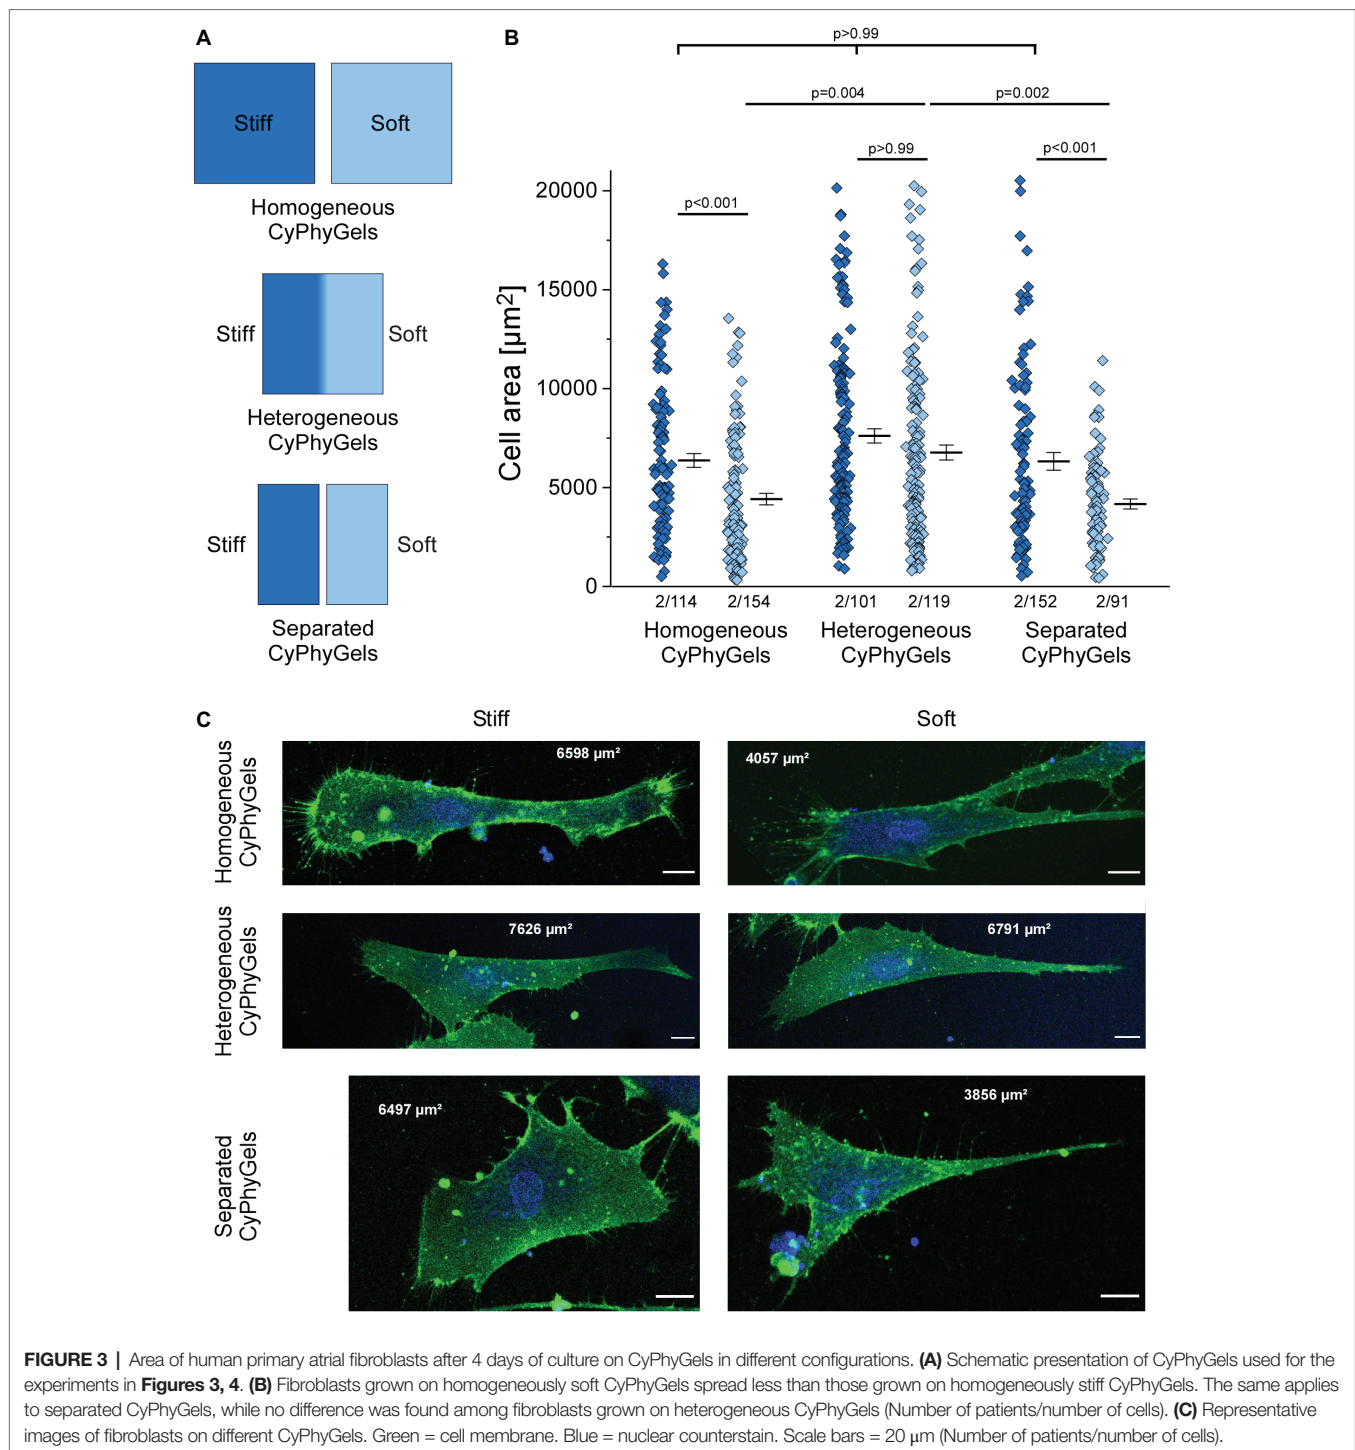 A
Stiff
Soft
Homogeneous
CyPhyGels
Stiff
Soft
Heterogeneous
CyPhyGels
Stiff
Soft
Separated
CyPhyGels
B
p>0.99
p=0.004
p=0.002
p>0.99
p<0.001
p<0.001
20000
15000
10000
5000
0
Cell area [µm²]
2/114
2/154
2/101
2/119
2/152
2/91
Homogeneous
CyPhyGels
Heterogeneous
CyPhyGels
Separated
CyPhyGels
C
Stiff
Soft
Homogeneous
CyPhyGels
6598 µm²
4057 µm²
Heterogeneous
CyPhyGels
7626 µm²
6791 µm²
Separated
CyPhyGels
6497 µm²
3856 µm²
FIGURE 3 | Area of human primary atrial fibroblasts after 4 days of culture on CyPhyGels in different configurations. (A) Schematic presentation of CyPhyGels used for the
experiments in Figures 3, 4. (B) Fibroblasts grown on homogeneously soft CyPhyGels spread less than those grown on homogeneously stiff CyPhyGels. The same applies
to separated CyPhyGels, while no difference was found among fibroblasts grown on heterogeneous CyPhyGels (Number of patients/number of cells). (C) Representative
images of fibroblasts on different CyPhyGels. Green = cell membrane. Blue = nuclear counterstain. Scale bars = 20 µm (Number of patients/number of cells).